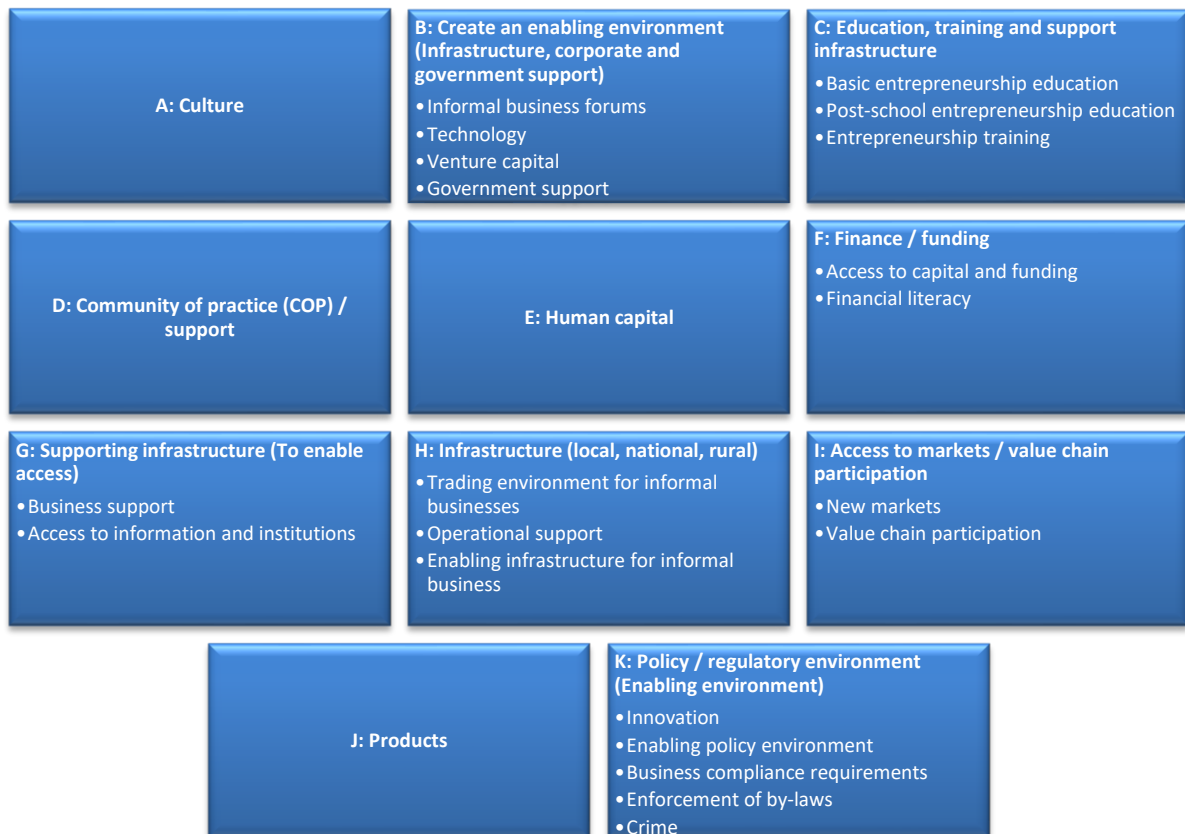 A: Culture
B: Create an enabling environment
(Infrastructure, corporate and
government support)
•Informal business forums
•Technology
•Venture capital
•Government support
C: Education, training and support
infrastructure
•Basic entrepreneurship education
•Post-school entrepreneurship education
•Entrepreneurship training
D: Community of practice (COP) /
support
E: Human capital
F: Finance / funding
•Access to capital and funding
•Financial literacy
G: Supporting infrastructure (To enable
access)
•Business support
•Access to information and institutions
H: Infrastructure (local, national, rural)
•Trading environment for informal
businesses
•Operational support
•Enabling infrastructure for informal
business
I: Access to markets / value chain
participation
•New markets
•Value chain participation
J: Products
K: Policy / regulatory environment
(Enabling environment)
•Innovation
•Enabling policy environment
•Business compliance requirements
•Enforcement of by-laws
•Crime